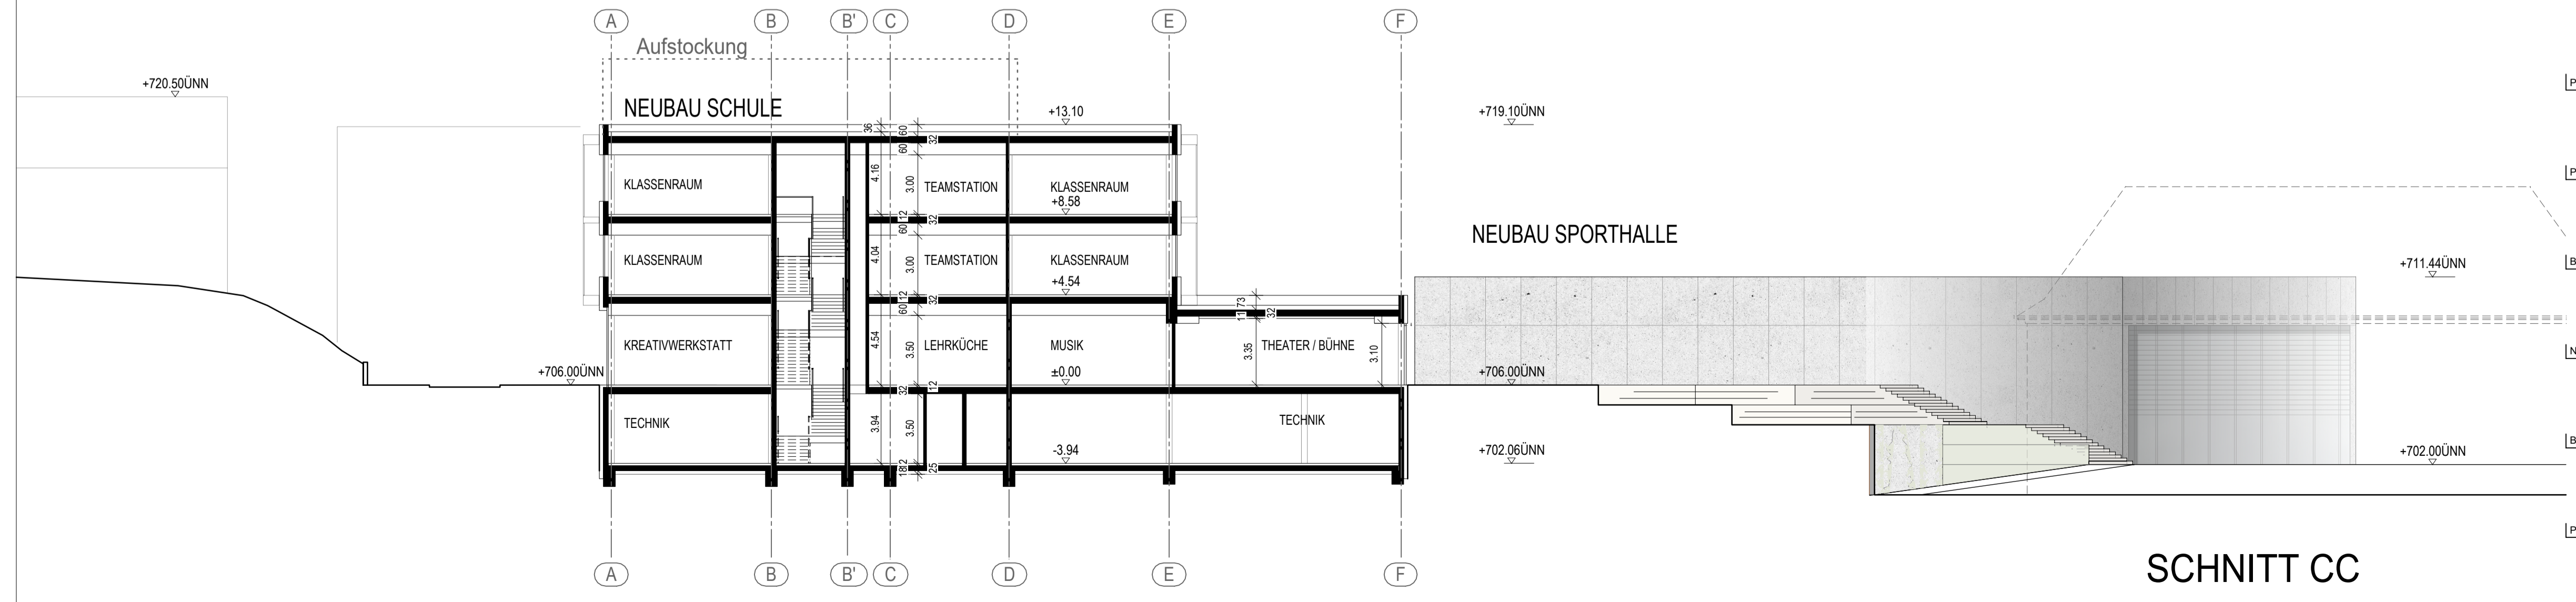 A B B' C D E F
Aufstockung
+720.50ÜNN
NEUBAU SCHULE
+13.10
+719.10ÜNN
36
60
32
60
4.16
3.00
KLASSENRAUM
TEAMSTATION
KLASSENRAUM
+8.58
12
32
60
NEUBAU SPORTHALLE
4.04
3.00
KLASSENRAUM
TEAMSTATION
KLASSENRAUM
+711.44ÜNN
+4.54
12
32
60
73
11
32
4.54
3.50
KREATIVWERKSTATT
LEHRKÜCHE
MUSIK
3.35
THEATER / BÜHNE
3.10
+706.00ÜNN
±0.00
+706.00ÜNN
32
12
3.94
3.50
TECHNIK
TECHNIK
-3.94
+702.06ÜNN
+702.00ÜNN
18
12
25
SCHNITT CC
A B B' C D E F